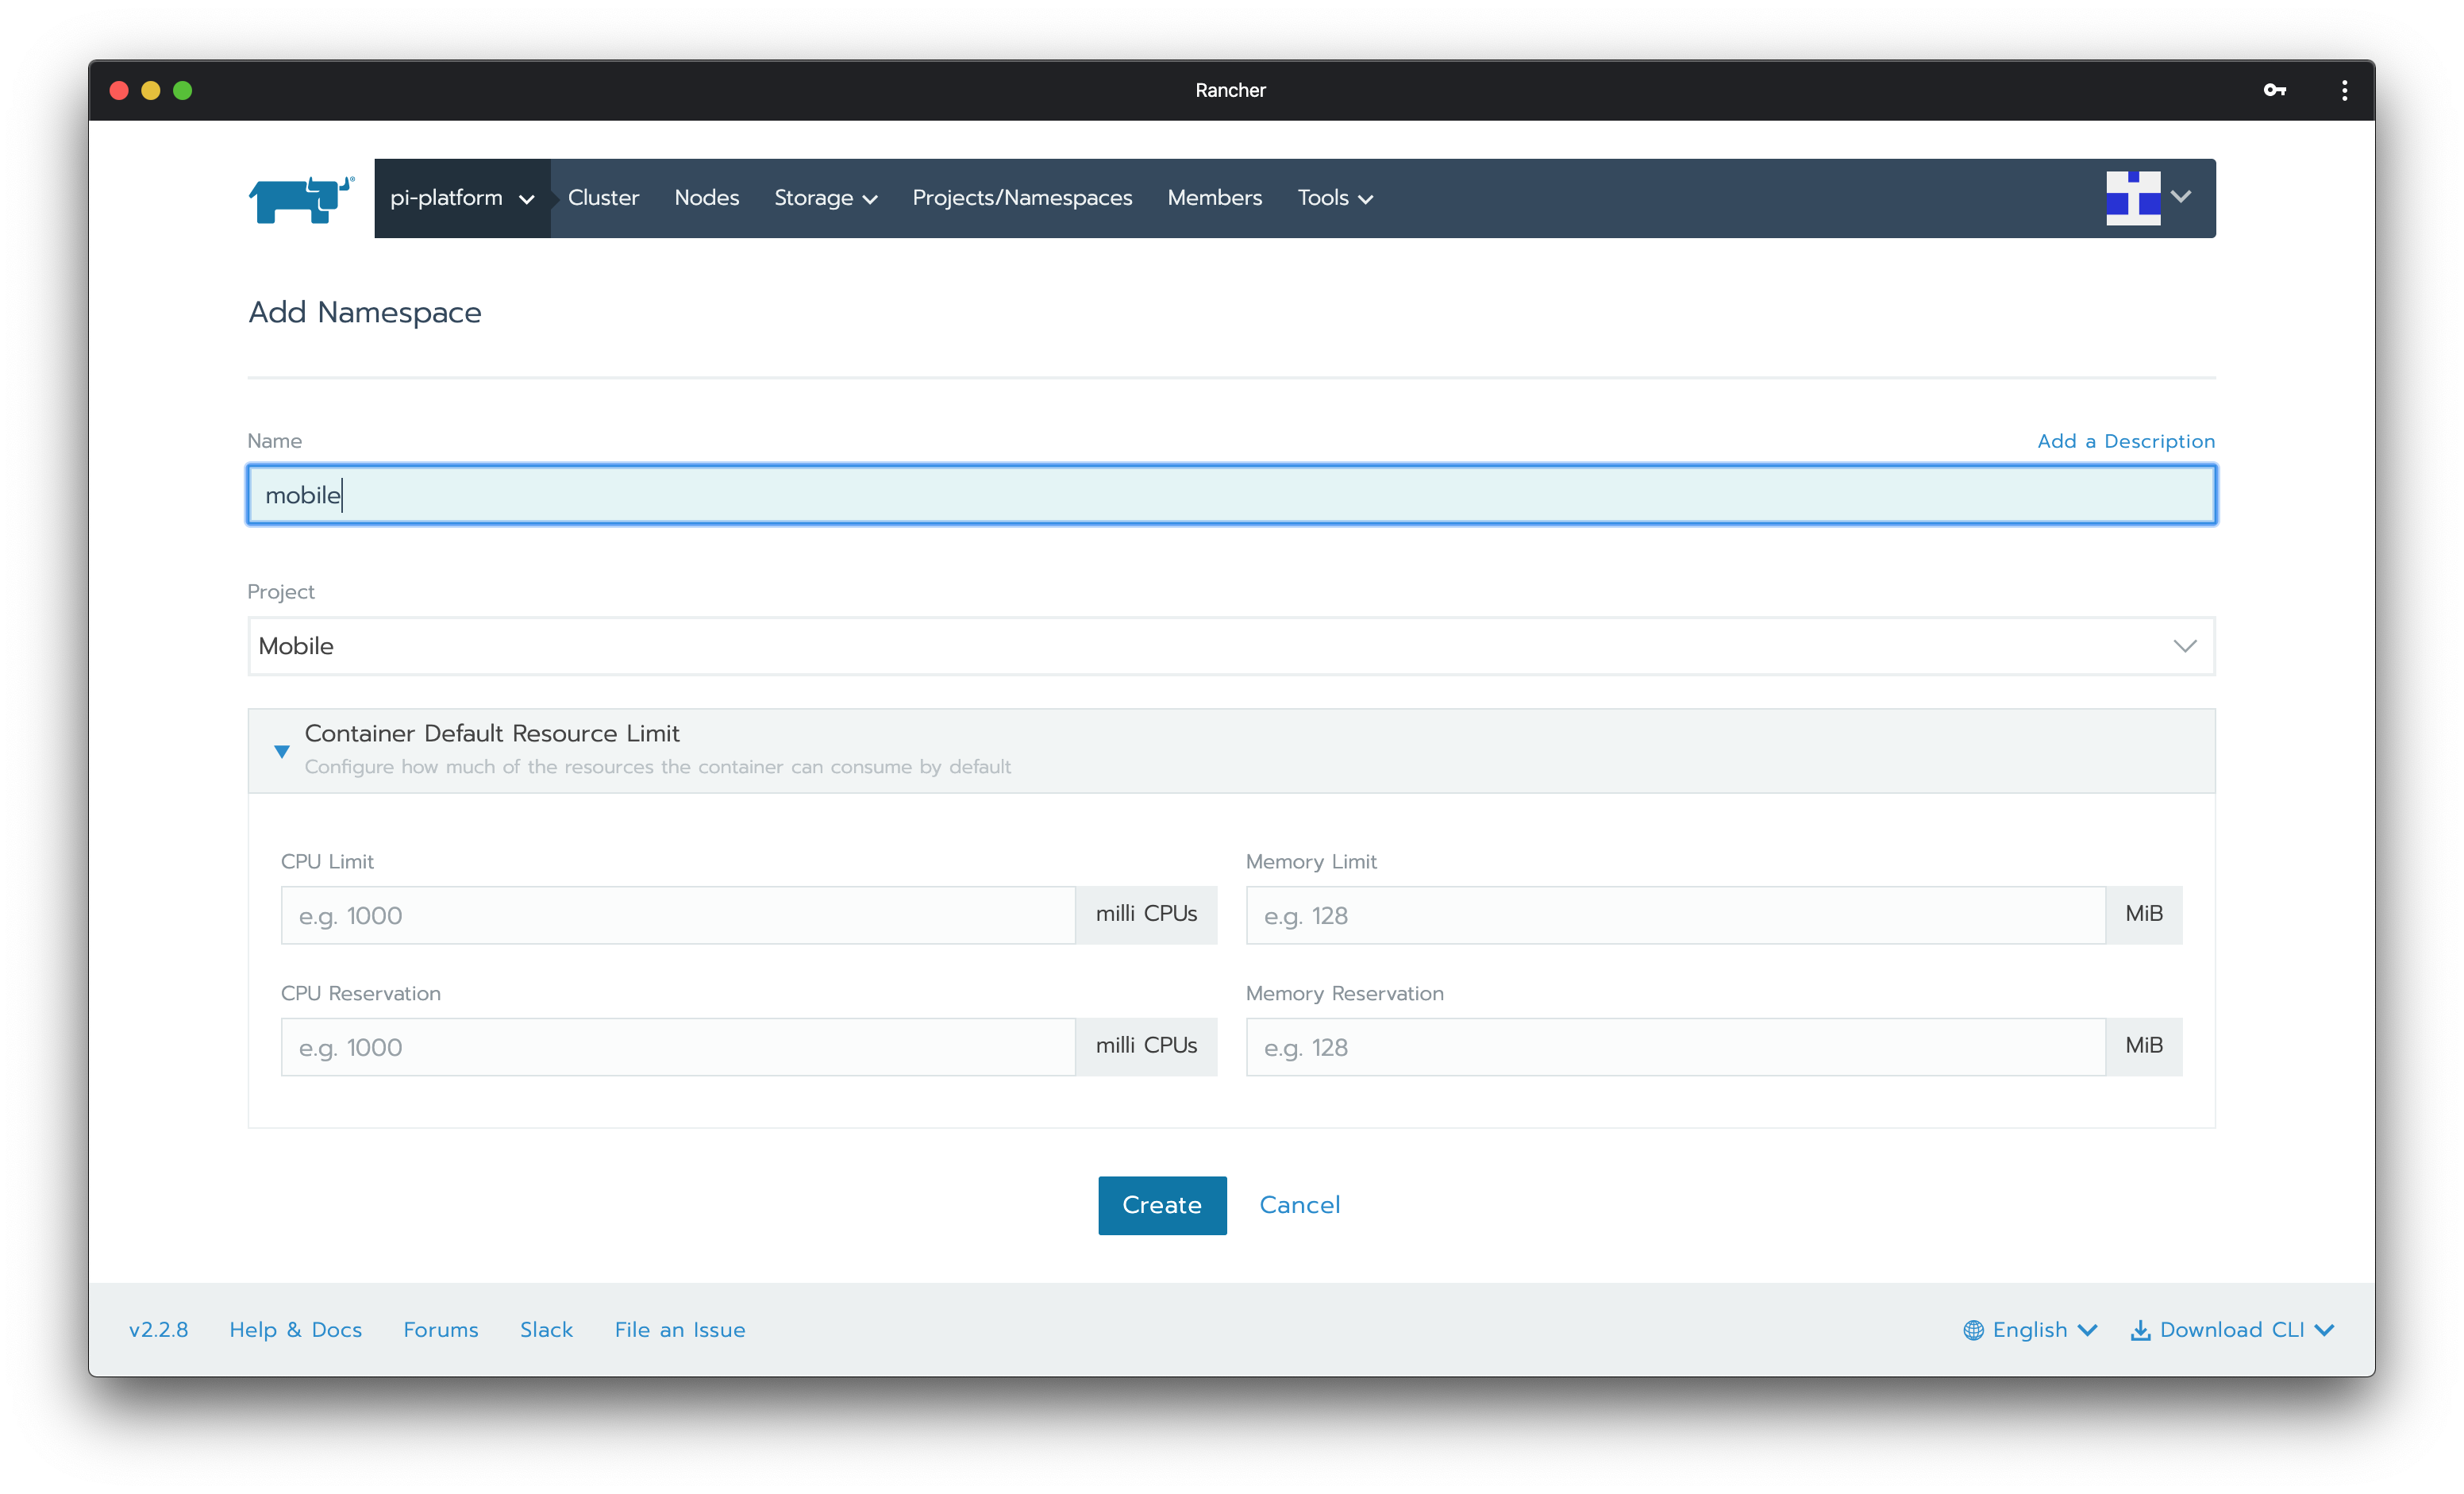 Rancher
pi-platform Cluster Nodes Storage Projects/Namespaces Members Tools
Add Namespace
Name Add a Description
mobile
Project
Mobile
Container Default Resource Limit
Configure how much of the resources the container can consume by default
CPU Limit Memory Limit
e.g. 1000 milli CPUs e.g. 128 MiB
CPU Reservation Memory Reservation
e.g. 1000 milli CPUs e.g. 128 MiB
Create Cancel
v2.2.8 Help & Docs Forums Slack File an Issue English Download CLI